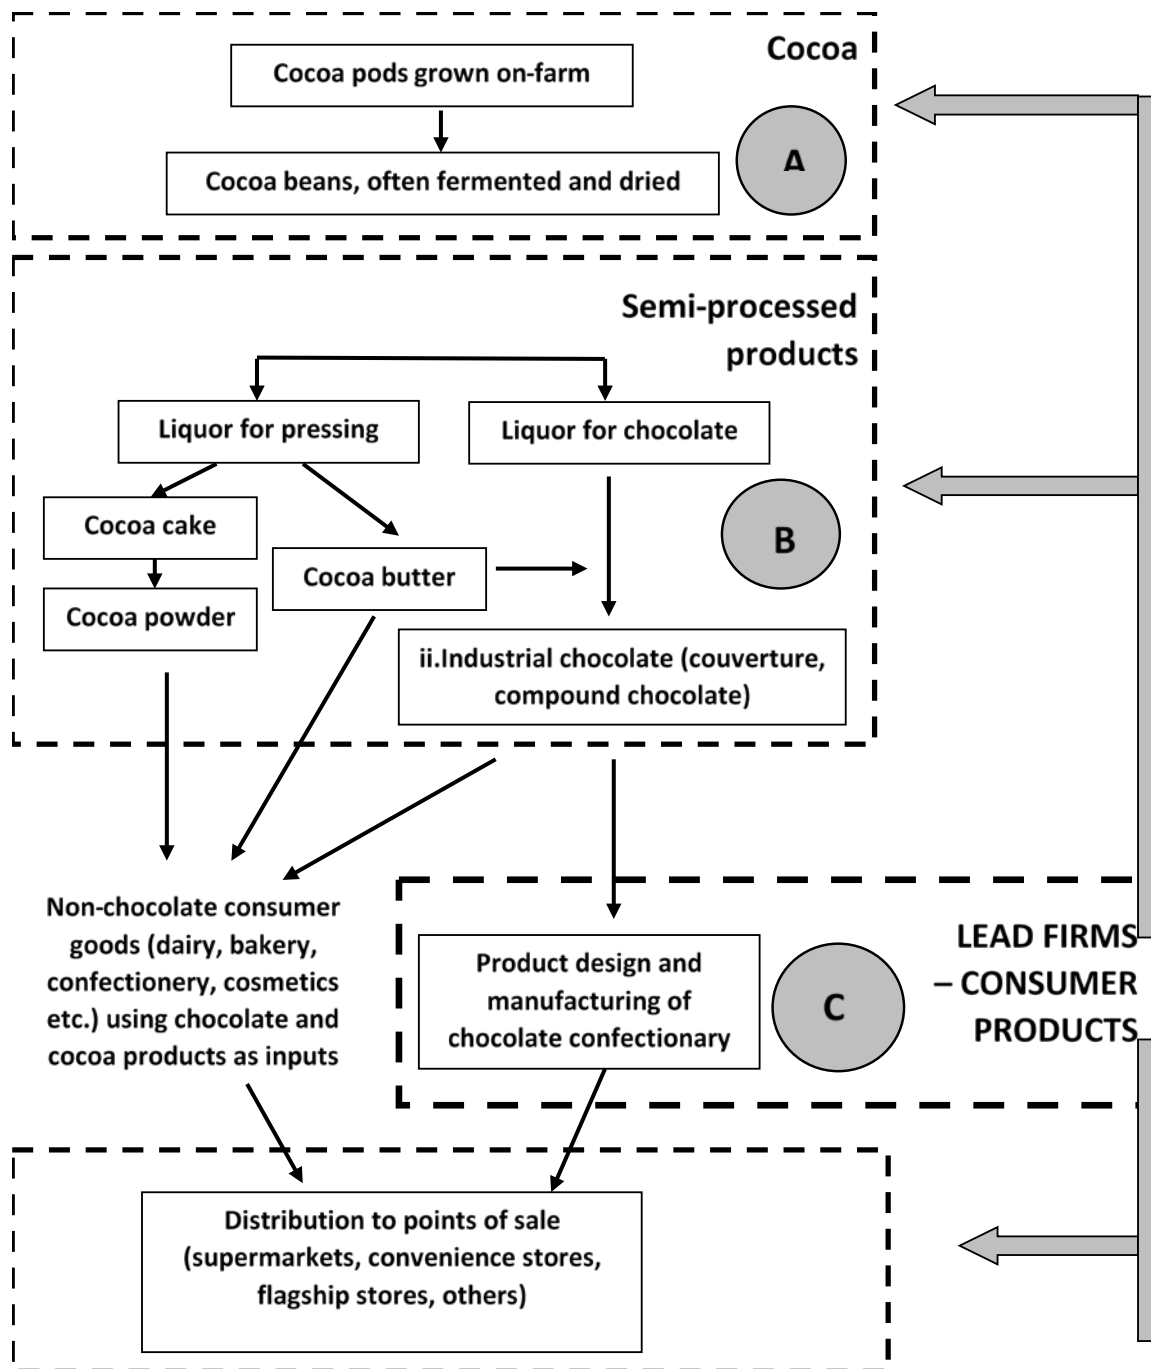 Cocoa
Cocoa pods grown on-farm
A
Cocoa beans, often fermented and dried
Semi-processed
products
Liquor for pressing
Liquor for chocolate
Cocoa cake
B
Cocoa butter
Cocoa powder
ii.Industrial chocolate (couverture,
compound chocolate)
Non-chocolate consumer
goods (dairy, bakery,
confectionery, cosmetics
etc.) using chocolate and
cocoa products as inputs
Product design and
manufacturing of
chocolate confectionary
C
LEAD FIRMS
– CONSUMER
PRODUCTS
Distribution to points of sale
(supermarkets, convenience stores,
flagship stores, others)